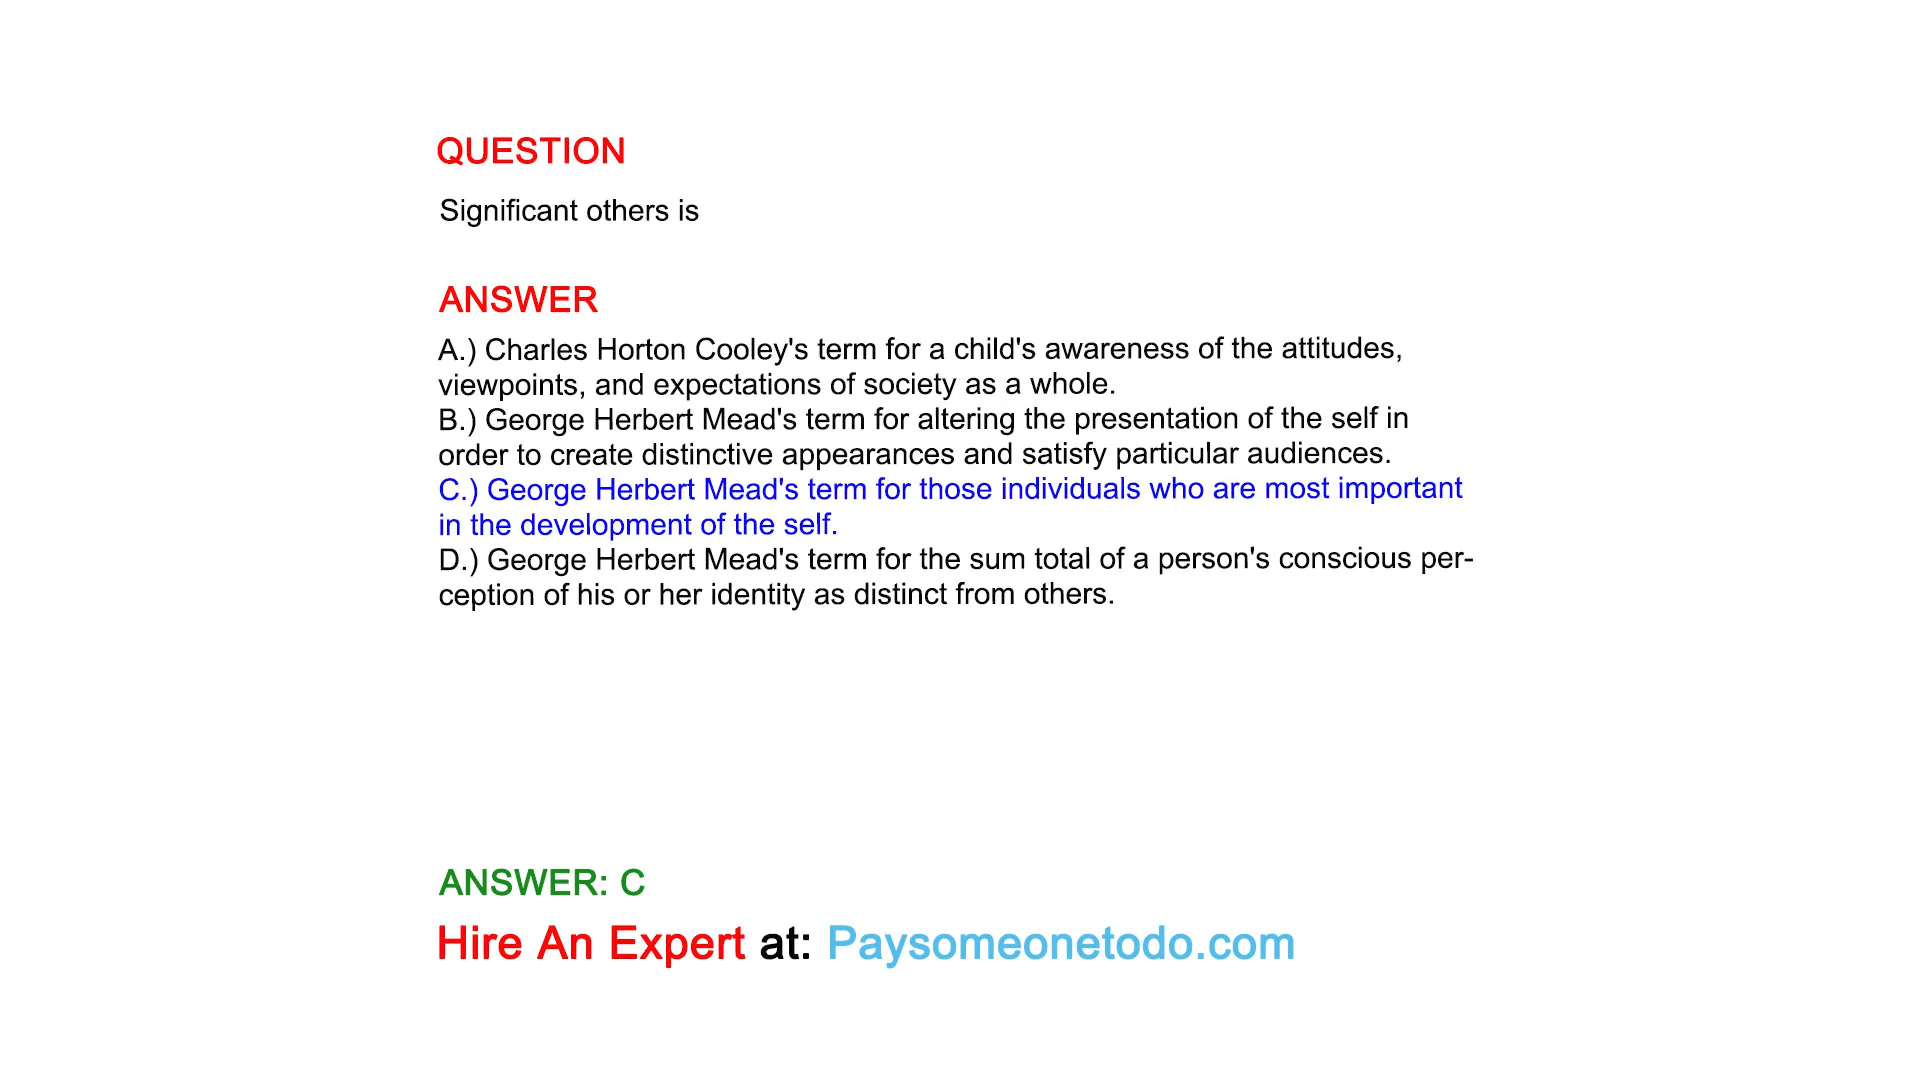 QUESTION
Significant others is
ANSWER
A.) Charles Horton Cooley's term for a child's awareness of the attitudes,
viewpoints, and expectations of society as a whole.
B.) George Herbert Mead's term for altering the presentation of the self in
order to create distinctive appearances and satisfy particular audiences.
C.) George Herbert Mead's term for those individuals who are most important
in the development of the self.
D.) George Herbert Mead's term for the sum total of a person's conscious per-
ception of his or her identity as distinct from others.
ANSWER: C
Hire An Expert at: Paysomeonetodo.com